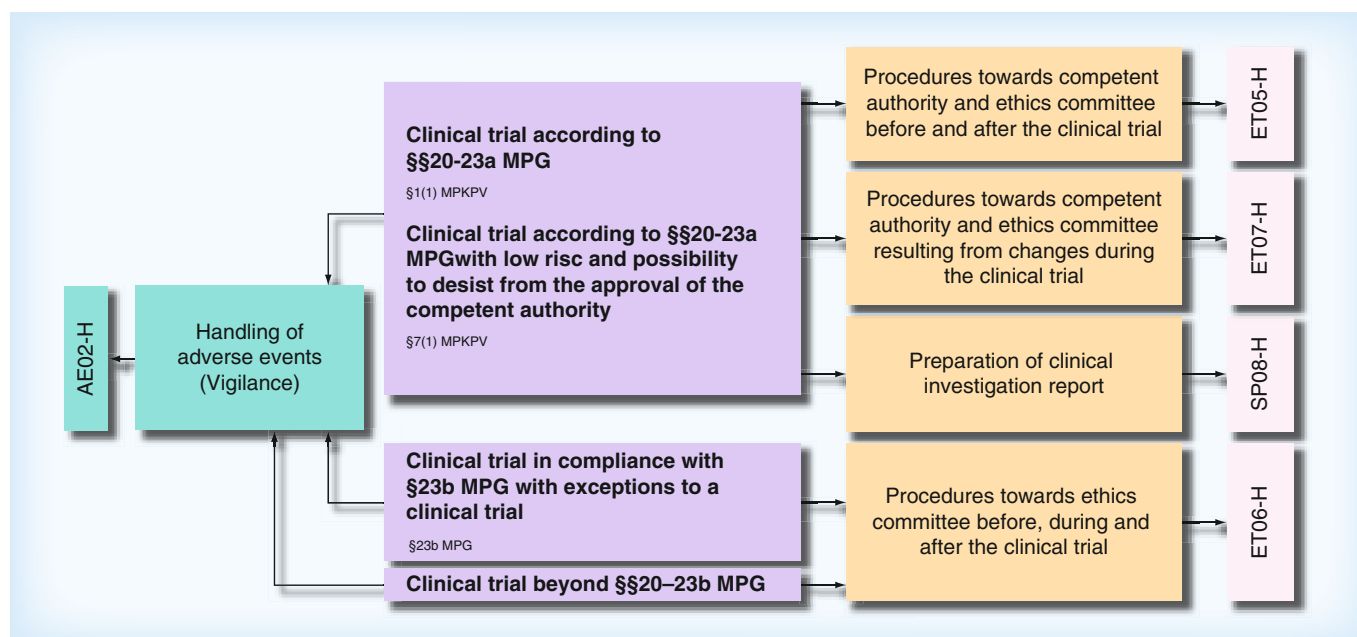 AE02-H
Handling of
adverse events
(Vigilance)
Clinical trial according to
§§20-23a MPG
§1(1) MPKPV
Clinical trial according to §§20-23a
MPGwith low risc and possibility
to desist from the approval of the
competent authority
§7(1) MPKPV
Clinical trial in compliance with
§23b MPG with exceptions to a
clinical trial
§23b MPG
Clinical trial beyond §§20–23b MPG
Procedures towards competent
authority and ethics committee
before and after the clinical trial
ET05-H
Procedures towards competent
authority and ethics committee
resulting from changes during
the clinical trial
ET07-H
Preparation of clinical
investigation report
SP08-H
Procedures towards ethics
committee before, during and
after the clinical trial
ET06-H